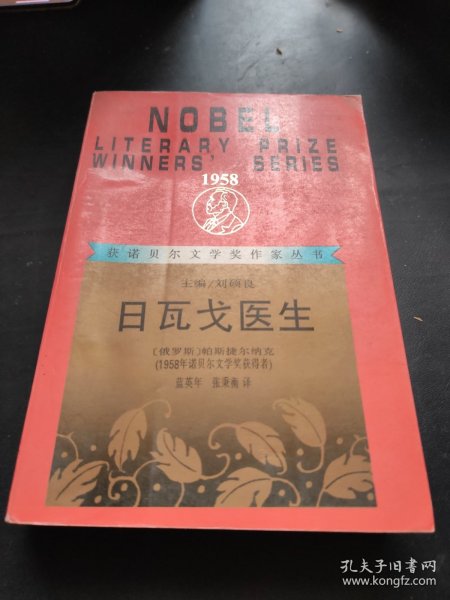 NOBEL
LITERARY PRIZE
WINNERS' SERIES
1958
获诺贝尔文学奖作家丛书
主编/刘硕良
日瓦戈医生
〔俄罗斯〕帕斯捷尔纳克
(1958年诺贝尔文学奖获得者)
蓝英年 张秉衡 译
孔夫子旧书网
www.kongfz.com